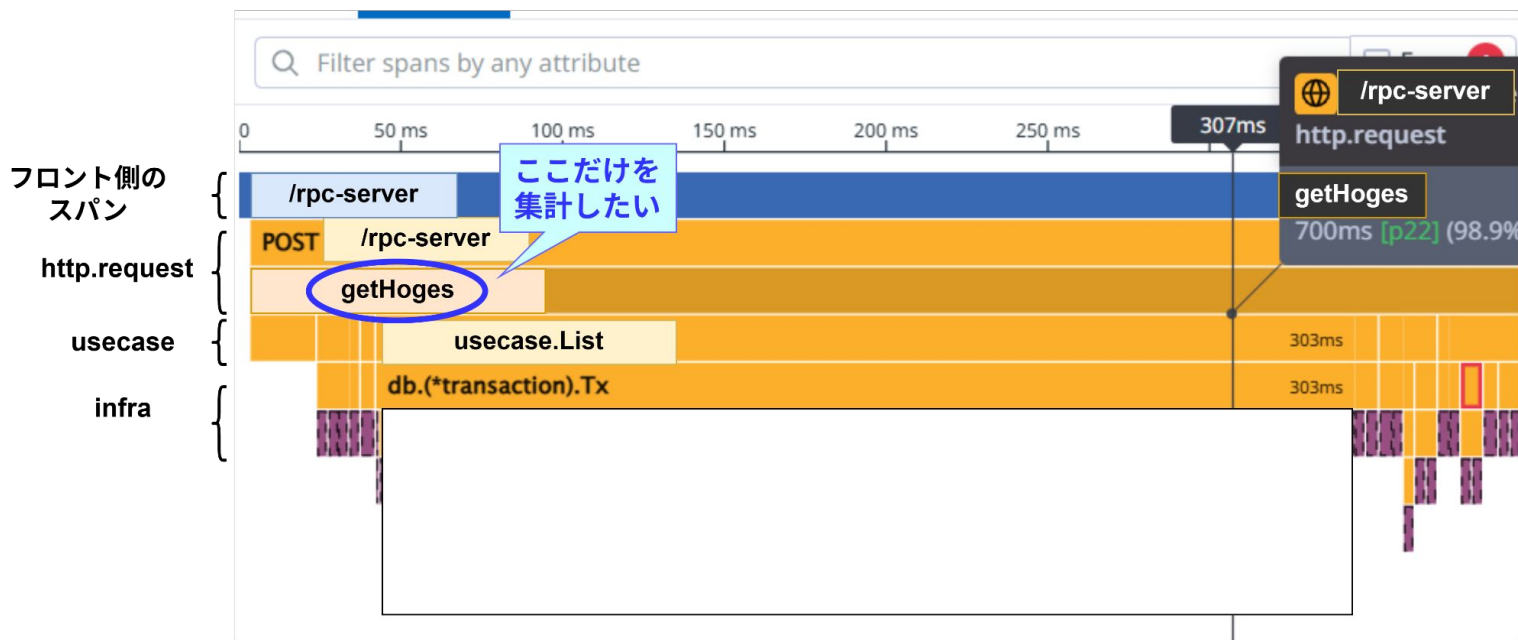 Filter spans by any attribute
/rpc-server
http.request
getHoges
700ms [p22] (98.9%
0
50 ms
100 ms
150 ms
200 ms
250 ms
307ms
フロント側の
スパン
/rpc-server
ここだけを
集計したい
http.request
POST
/rpc-server
getHoges
usecase
usecase.List
303ms
infra
db.(*transaction).Tx
303ms